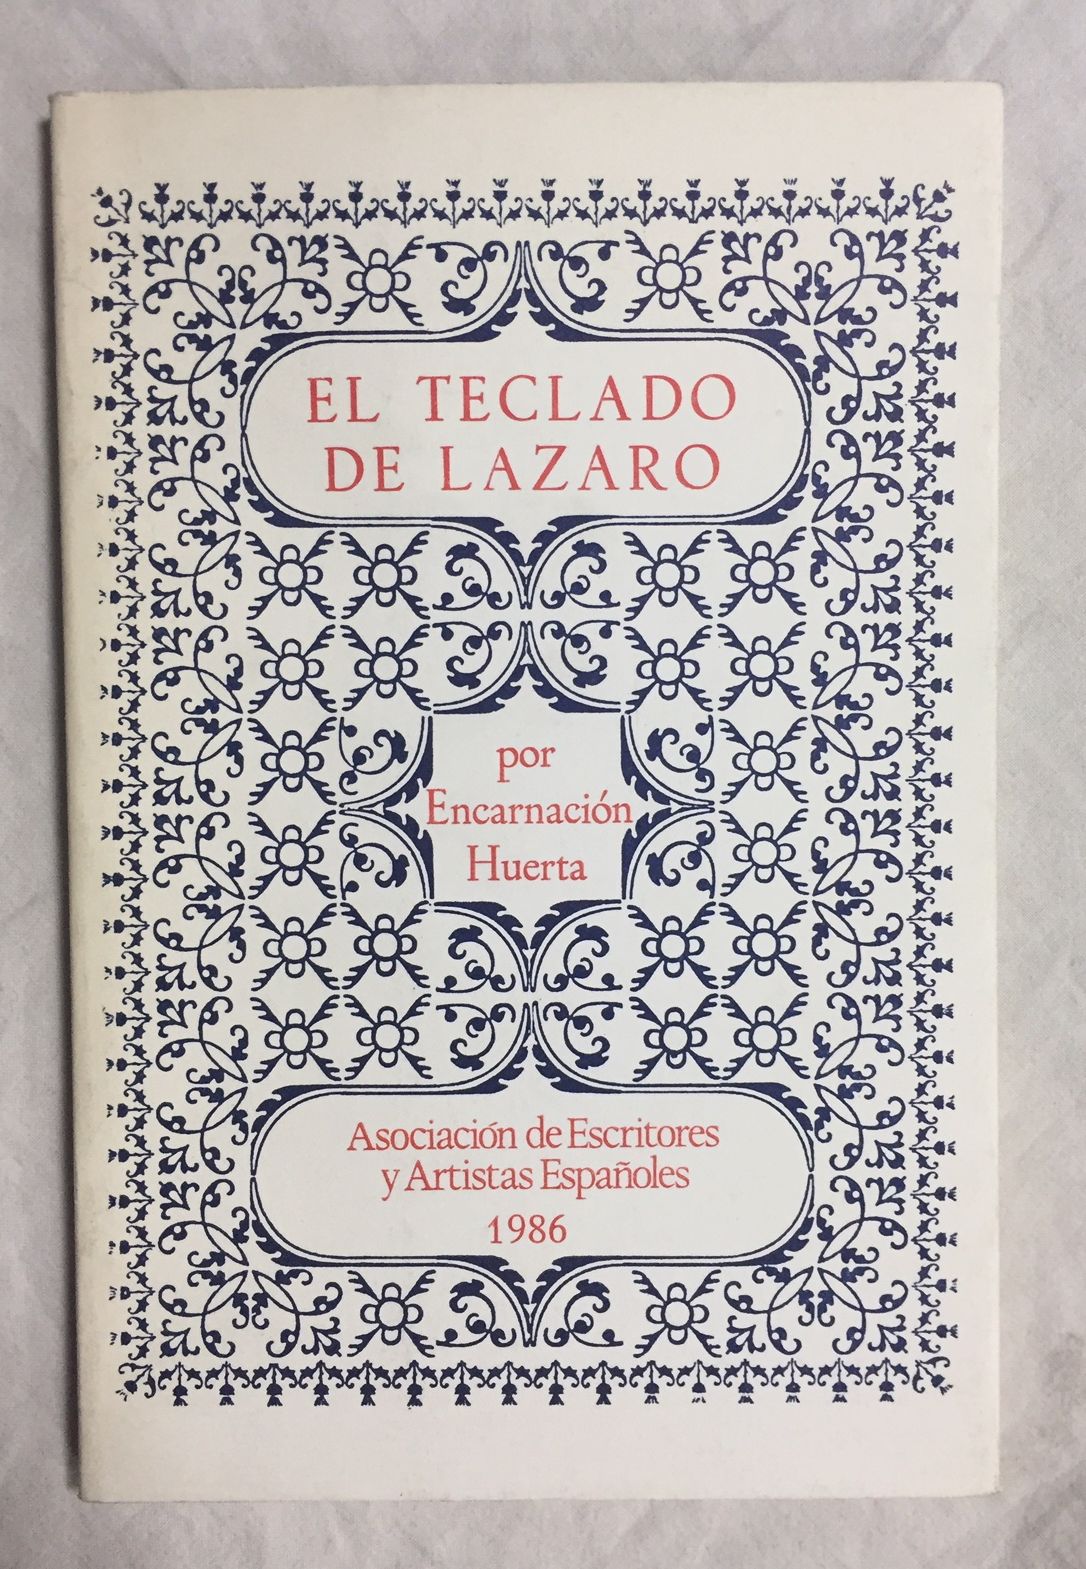 EL TECLADO
DE LAZARO
por
Encarnación
Huerta
Asociación de Escritores
y Artistas Españoles
1986